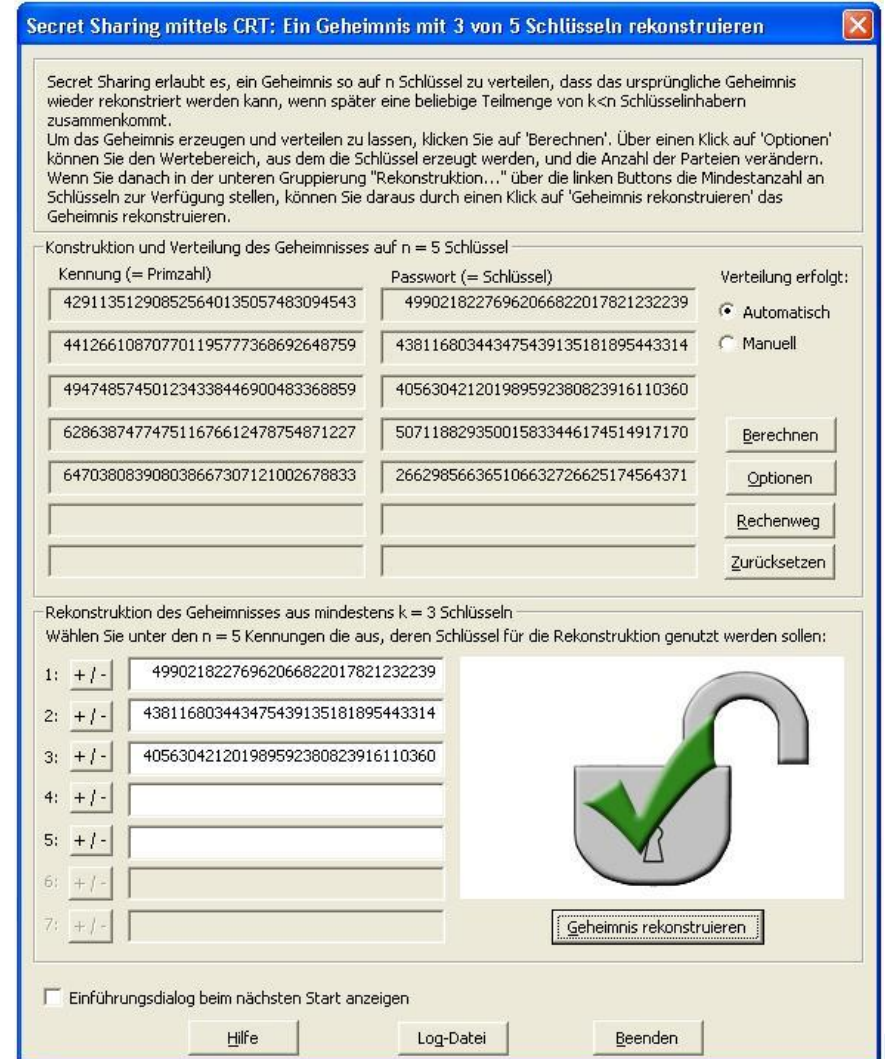 Secret Sharing mittels CRT: Ein Geheimnis mit 3 von 5 Schlüsseln rekonstruieren
Secret Sharing erlaubt es, ein Geheimnis so auf n Schlüssel zu verteilen, dass das ursprüngliche Geheimnis
wieder rekonstriert werden kann, wenn später eine beliebige Teilmenge von k<n Schlüsselinhabern
zusammenkommt.
Um das Geheimnis erzeugen und verteilen zu lassen, klicken Sie auf 'Berechnen'. Über einen Klick auf 'Optionen'
können Sie den Wertebereich, aus dem die Schlüssel erzeugt werden, und die Anzahl der Parteien verändern.
Wenn Sie danach in der unteren Gruppierung "Rekonstruktion..." über die linken Buttons die Mindestanzahl an
Schlüsseln zur Verfügung stellen, können Sie daraus durch einen Klick auf 'Geheimnis rekonstruieren' das
Geheimnis rekonstruieren.
Konstruktion und Verteilung des Geheimnisses auf n = 5 Schlüssel
Kennung (= Primzahl) Passwort (= Schlüssel) Verteilung erfolgt:
429113512908525640135057483094543 49902182276962066822017821232239 Automatisch
441266108707701195777368692648759 438116803443475439135181895443314 Manuell
494748574501234338446900483368859 405630421201989592380823916110360
628638747747511676612478754871227 507118829350015833446174514917170 Berechnen
647038083908038667307121002678833 266298566365106632726625174564371 Optionen
Rechenweg
Zurücksetzen
Rekonstruktion des Geheimnisses aus mindestens k = 3 Schlüsseln
Wählen Sie unter den n = 5 Kennungen die aus, deren Schlüssel für die Rekonstruktion genutzt werden sollen:
1: + / - 49902182276962066822017821232239
2: + / - 438116803443475439135181895443314
3: + / - 405630421201989592380823916110360
4: + / -
5: + / -
6: + / -
7: + / -
Geheimnis rekonstruieren
Einführungsdialog beim nächsten Start anzeigen
Hilfe Log-Datei Beenden